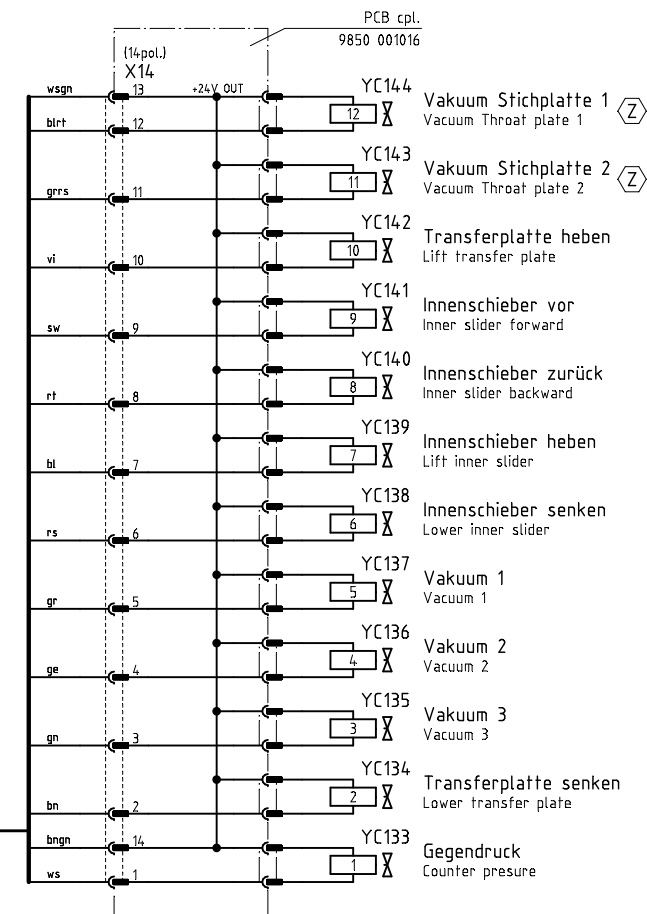 PCB cpl.
9850 001016
(14pol.)
X14
wsgn 13 +24V OUT YC144
12 Vakuum Stichplatte 1 Z
Vacuum Throat plate 1
blrt 12
YC143
11 Vakuum Stichplatte 2 Z
Vacuum Throat plate 2
grrs 11
YC142
10 Transferplatte heben
Lift transfer plate
vi 10
YC141
9 Innenschieber vor
Inner slider forward
sw 9
YC140
8 Innenschieber zurück
Inner slider backward
rt 8
YC139
7 Innenschieber heben
Lift inner slider
bl 7
YC138
6 Innenschieber senken
Lower inner slider
rs 6
YC137
5 Vakuum 1
Vacuum 1
gr 5
YC136
4 Vakuum 2
Vacuum 2
ge 4
YC135
3 Vakuum 3
Vacuum 3
gn 3
YC134
2 Transferplatte senken
Lower transfer plate
bn 2
bngn 14 YC133
1 Gegendruck
Counter presure
ws 1